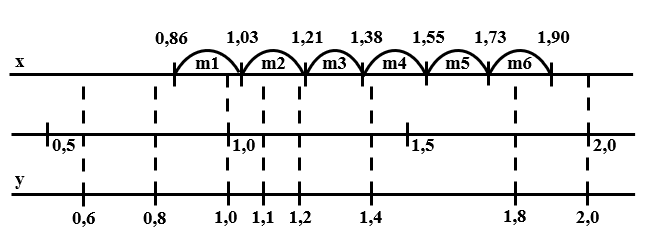 0,86 1,03 1,21 1,38 1,55 1,73 1,90
x m1 m2 m3 m4 m5 m6
0,5 1,0 1,5 2,0
y
0,6 0,8 1,0 1,1 1,2 1,4 1,8 2,0